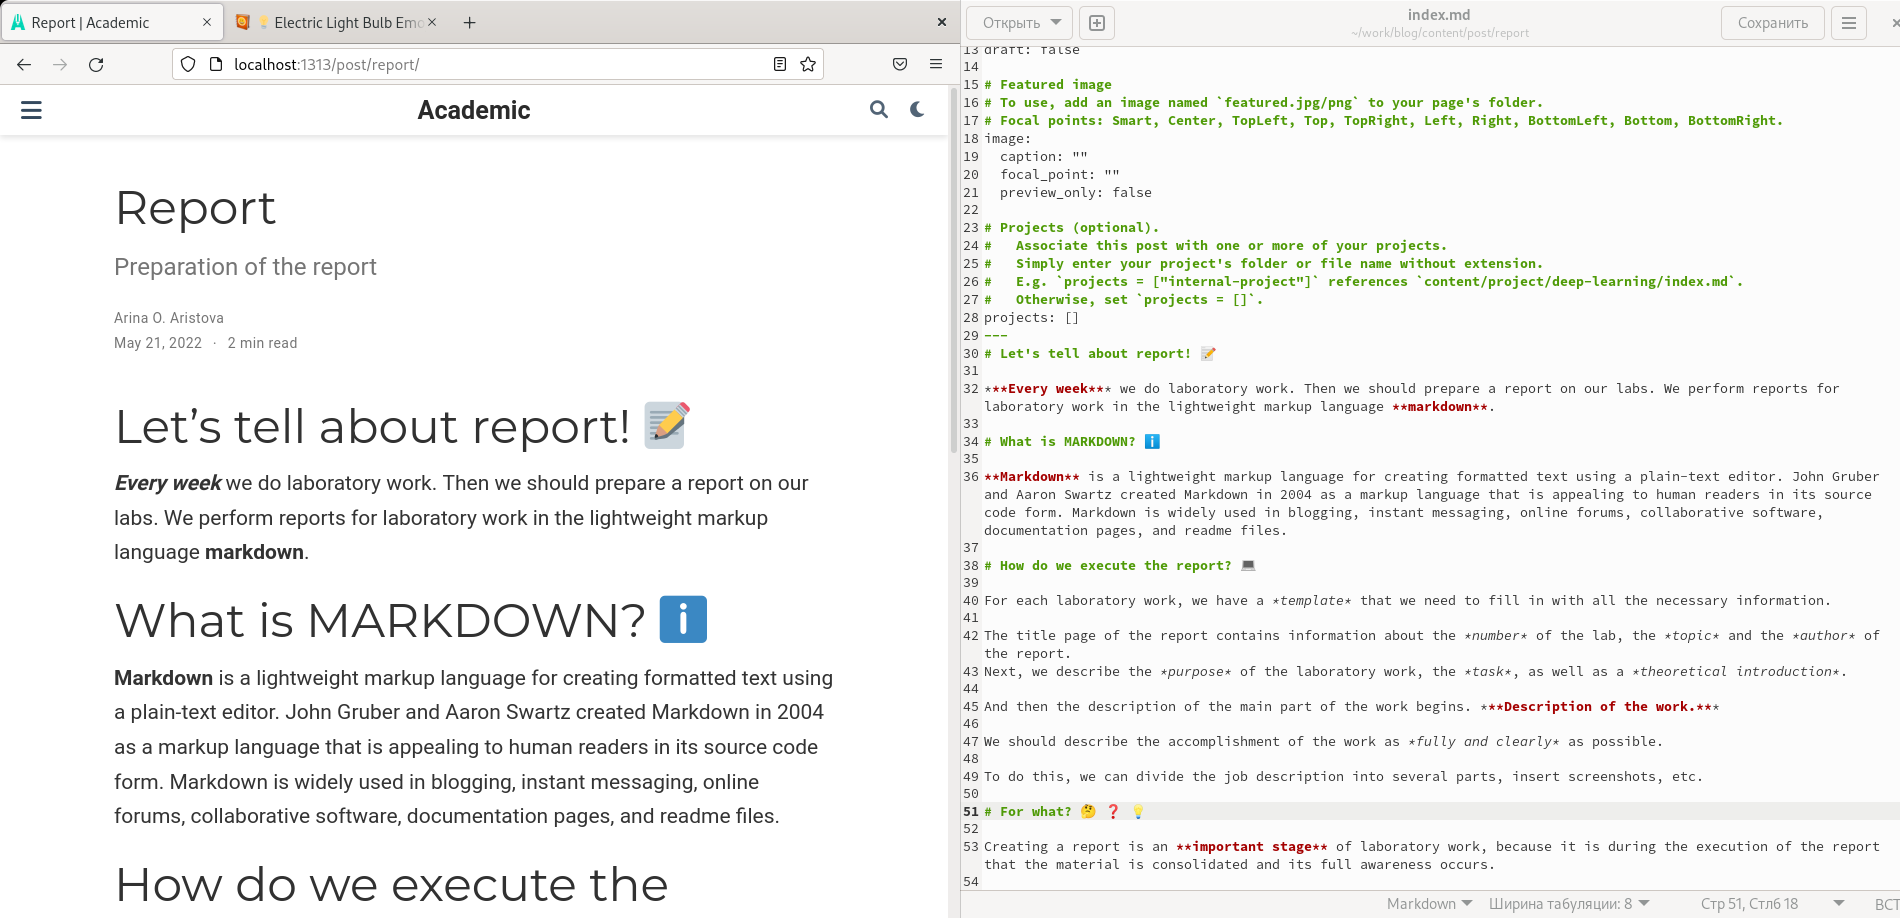 Report | Academic
Electric Light Bulb Emo
localhost:1313/post/report/
Academic
Report
Preparation of the report
Arina O. Aristova
May 21, 2022 · 2 min read
Let’s tell about report! 📝
Every week we do laboratory work. Then we should prepare a report on our
labs. We perform reports for laboratory work in the lightweight markup
language markdown.
What is MARKDOWN? ℹ️
Markdown is a lightweight markup language for creating formatted text using
a plain-text editor. John Gruber and Aaron Swartz created Markdown in 2004
as a markup language that is appealing to human readers in its source code
form. Markdown is widely used in blogging, instant messaging, online
forums, collaborative software, documentation pages, and readme files.
How do we execute the
Открыть
index.md
~/work/blog/content/post/report
Сохранить
13 draft: false
14
15 # Featured image
16 # To use, add an image named `featured.jpg/png` to your page's folder.
17 # Focal points: Smart, Center, TopLeft, Top, TopRight, Left, Right, BottomLeft, Bottom, BottomRight.
18 image:
19   caption: ""
20   focal_point: ""
21   preview_only: false
22
23 # Projects (optional).
24 #   Associate this post with one or more of your projects.
25 #   Simply enter your project's folder or file name without extension.
26 #   E.g. `projects = ["internal-project"]` references `content/project/deep-learning/index.md`.
27 #   Otherwise, set `projects = []`.
28 projects: []
29 ---
30 # Let's tell about report! 📝
31
32 ***Every week*** we do laboratory work. Then we should prepare a report on our labs. We perform reports for
laboratory work in the lightweight markup language **markdown**.
33
34 # What is MARKDOWN? ℹ️
35
36 **Markdown** is a lightweight markup language for creating formatted text using a plain-text editor. John Gruber
and Aaron Swartz created Markdown in 2004 as a markup language that is appealing to human readers in its source
code form. Markdown is widely used in blogging, instant messaging, online forums, collaborative software,
documentation pages, and readme files.
37
38 # How do we execute the report? 💻
39
40 For each laboratory work, we have a *template* that we need to fill in with all the necessary information.
41
42 The title page of the report contains information about the *number* of the lab, the *topic* and the *author* of
the report.
43 Next, we describe the *purpose* of the laboratory work, the *task*, as well as a *theoretical introduction*.
44
45 And then the description of the main part of the work begins. ***Description of the work.***
46
47 We should describe the accomplishment of the work as *fully and clearly* as possible.
48
49 To do this, we can divide the job description into several parts, insert screenshots, etc.
50
51 # For what? 🤔 ❓ 💡
52
53 Creating a report is an **important stage** of laboratory work, because it is during the execution of the report
that the material is consolidated and its full awareness occurs.
54
Markdown
Ширина табуляции: 8
Стр 51, Стлб 18
ВСТ